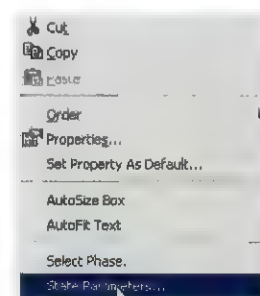 Cut
Copy
Paste
Order
Properties...
Set Property As Default...
AutoSize Box
AutoFit Text
Select Phase.
State Parameters...